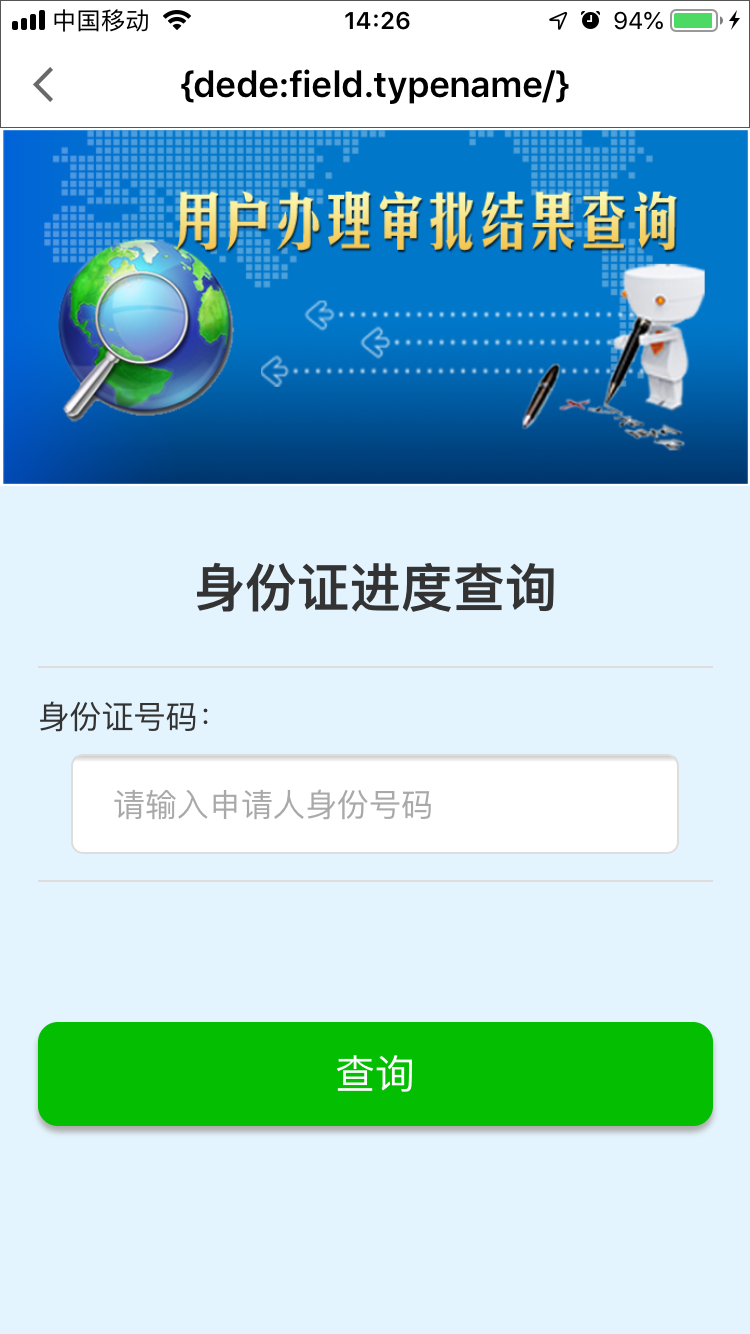 中国移动 14:26 94%
{dede:field.typename/}
用户办理审批结果查询
身份证进度查询
身份证号码:
请输入申请人身份号码
查询